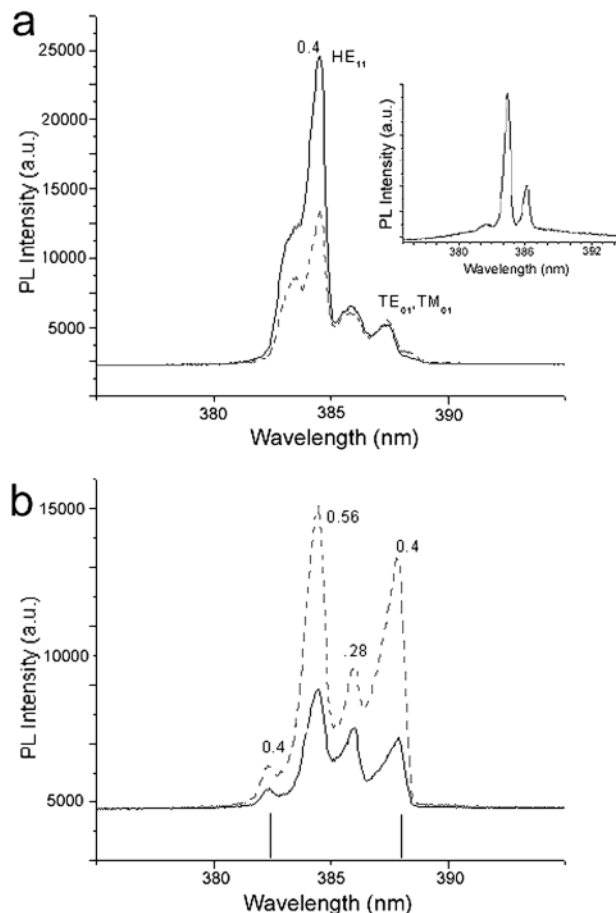 a
25000
20000
15000
10000
5000
PL Intensity (a.u.)
0.4
HE11
TE01,TM01
380
385
390
Wavelength (nm)
PL Intensity (a.u.)
380
386
392
Wavelength (nm)
b
15000
10000
5000
PL Intensity (a.u.)
0.4
0.56
.28
0.4
380
385
390
Wavelength (nm)